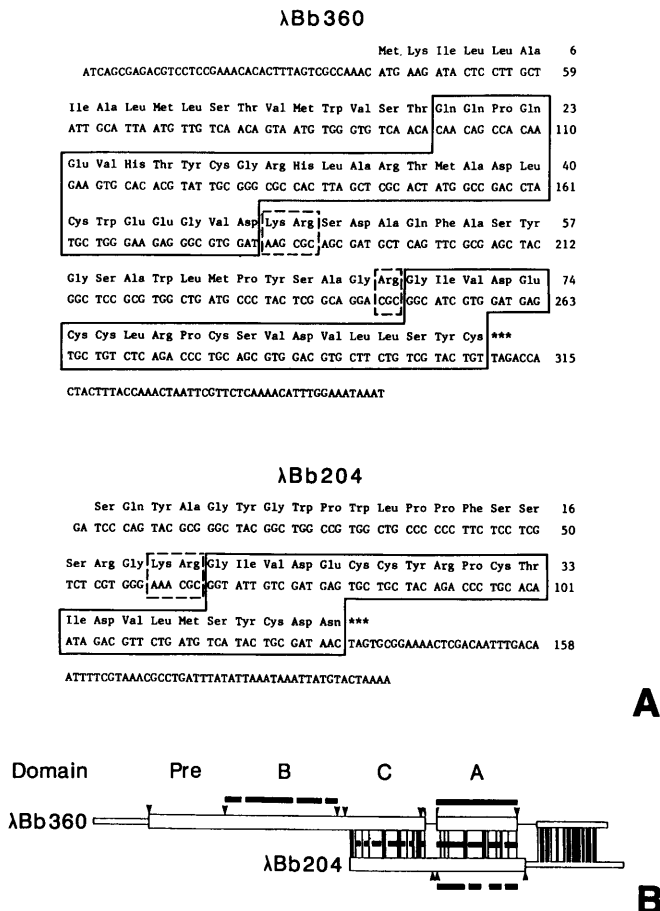 λBb360
Met Lys Ile Leu Leu Ala 6
ATCAGCGAGACGTCCTCCGAAACACACTTTAGTCGCCAAAC ATG AAG ATA CTC CTT GCT 59
Ile Ala Leu Met Leu Ser Thr Val Met Trp Val Ser Thr Gln Gln Pro Gln 23
ATT GCA TTA ATG TTG TCA ACA GTA ATG TGG GTG TCA ACA CAA CAG CCA CAA 110
Glu Val His Thr Tyr Cys Gly Arg His Leu Ala Arg Thr Met Ala Asp Leu 40
GAA GTG CAC ACG TAT TGC GGG CGC CAC TTA GCT CGC ACT ATG GCC GAC CTA 161
Cys Trp Glu Glu Gly Val Asp Lys Arg Ser Asp Ala Gln Phe Ala Ser Tyr 57
TGC TGG GAA GAG GGC GTG GAT AAG CGC AGC GAT GCT CAG TTC GCG AGC TAC 212
Gly Ser Ala Trp Leu Met Pro Tyr Ser Ala Gly Arg Gly Ile Val Asp Glu 74
GGC TCC GCG TGG CTG ATG CCC TAC TCG GCA GGA CGC GGC ATC GTG GAT GAG 263
Cys Cys Leu Arg Pro Cys Ser Val Asp Val Leu Leu Ser Tyr Cys ***
TGC TGT CTC AGA CCC TGC AGC GTG GAC GTG CTT CTG TCG TAC TGT TAGACCA 315
CTACTTTACCAAACTAATTCGTTCTCAAAACATTTGGAAATAAAT
λBb204
Ser Gln Tyr Ala Gly Tyr Gly Trp Pro Trp Leu Pro Pro Phe Ser Ser 16
GA TCC CAG TAC GCG GGC TAC GGC TGG CCG TGG CTG CCC CCC TTC TCC TCG 50
Ser Arg Gly Lys Arg Gly Ile Val Asp Glu Cys Cys Tyr Arg Pro Cys Thr 33
TCT CGT GGG AAA CGC GGT ATT GTC GAT GAG TGC TGC TAC AGA CCC TGC ACA 101
Ile Asp Val Leu Met Ser Tyr Cys Asp Asn ***
ATA GAC GTT CTG ATG TCA TAC TGC GAT AAC TAGTGCGGAAAACTCGACAATTTGACA 158
ATTTTCGTAAACGCCTGATTTATATTAAATAAATTATGTACTAAAA
A
Domain Pre B C A
λBb360
λBb204
B